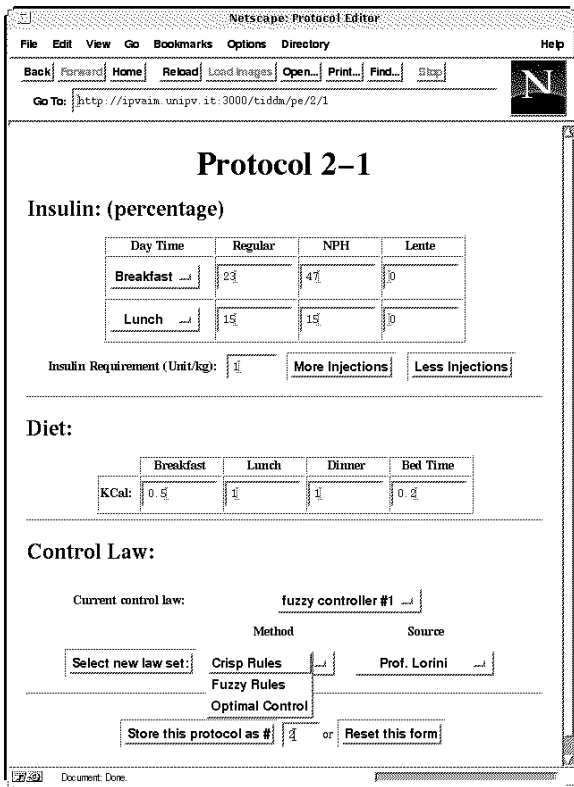 Netscape: Protocol Editor
File Edit View Go Bookmarks Options Directory Help
Back Forward Home Reload Load Images Open... Print... Find... Stop
N
Go To: http://ipvaim.unipv.it:3000/tiddm/pe/2/1
Protocol 2-1
Insulin: (percentage)
Day Time Regular NPH Lente
Breakfast 23 47 0
Lunch 15 15 0
Insulin Requirement (Unit/kg): 1 More Injections Less Injections
Diet:
Breakfast Lunch Dinner Bed Time
KCal: 0.5 1 1 0.2
Control Law:
Current control law: fuzzy controller #1
Method Source
Select new law set: Crisp Rules Prof. Lorini
Fuzzy Rules
Optimal Control
Store this protocol as # 2 or Reset this form
Document: Done.